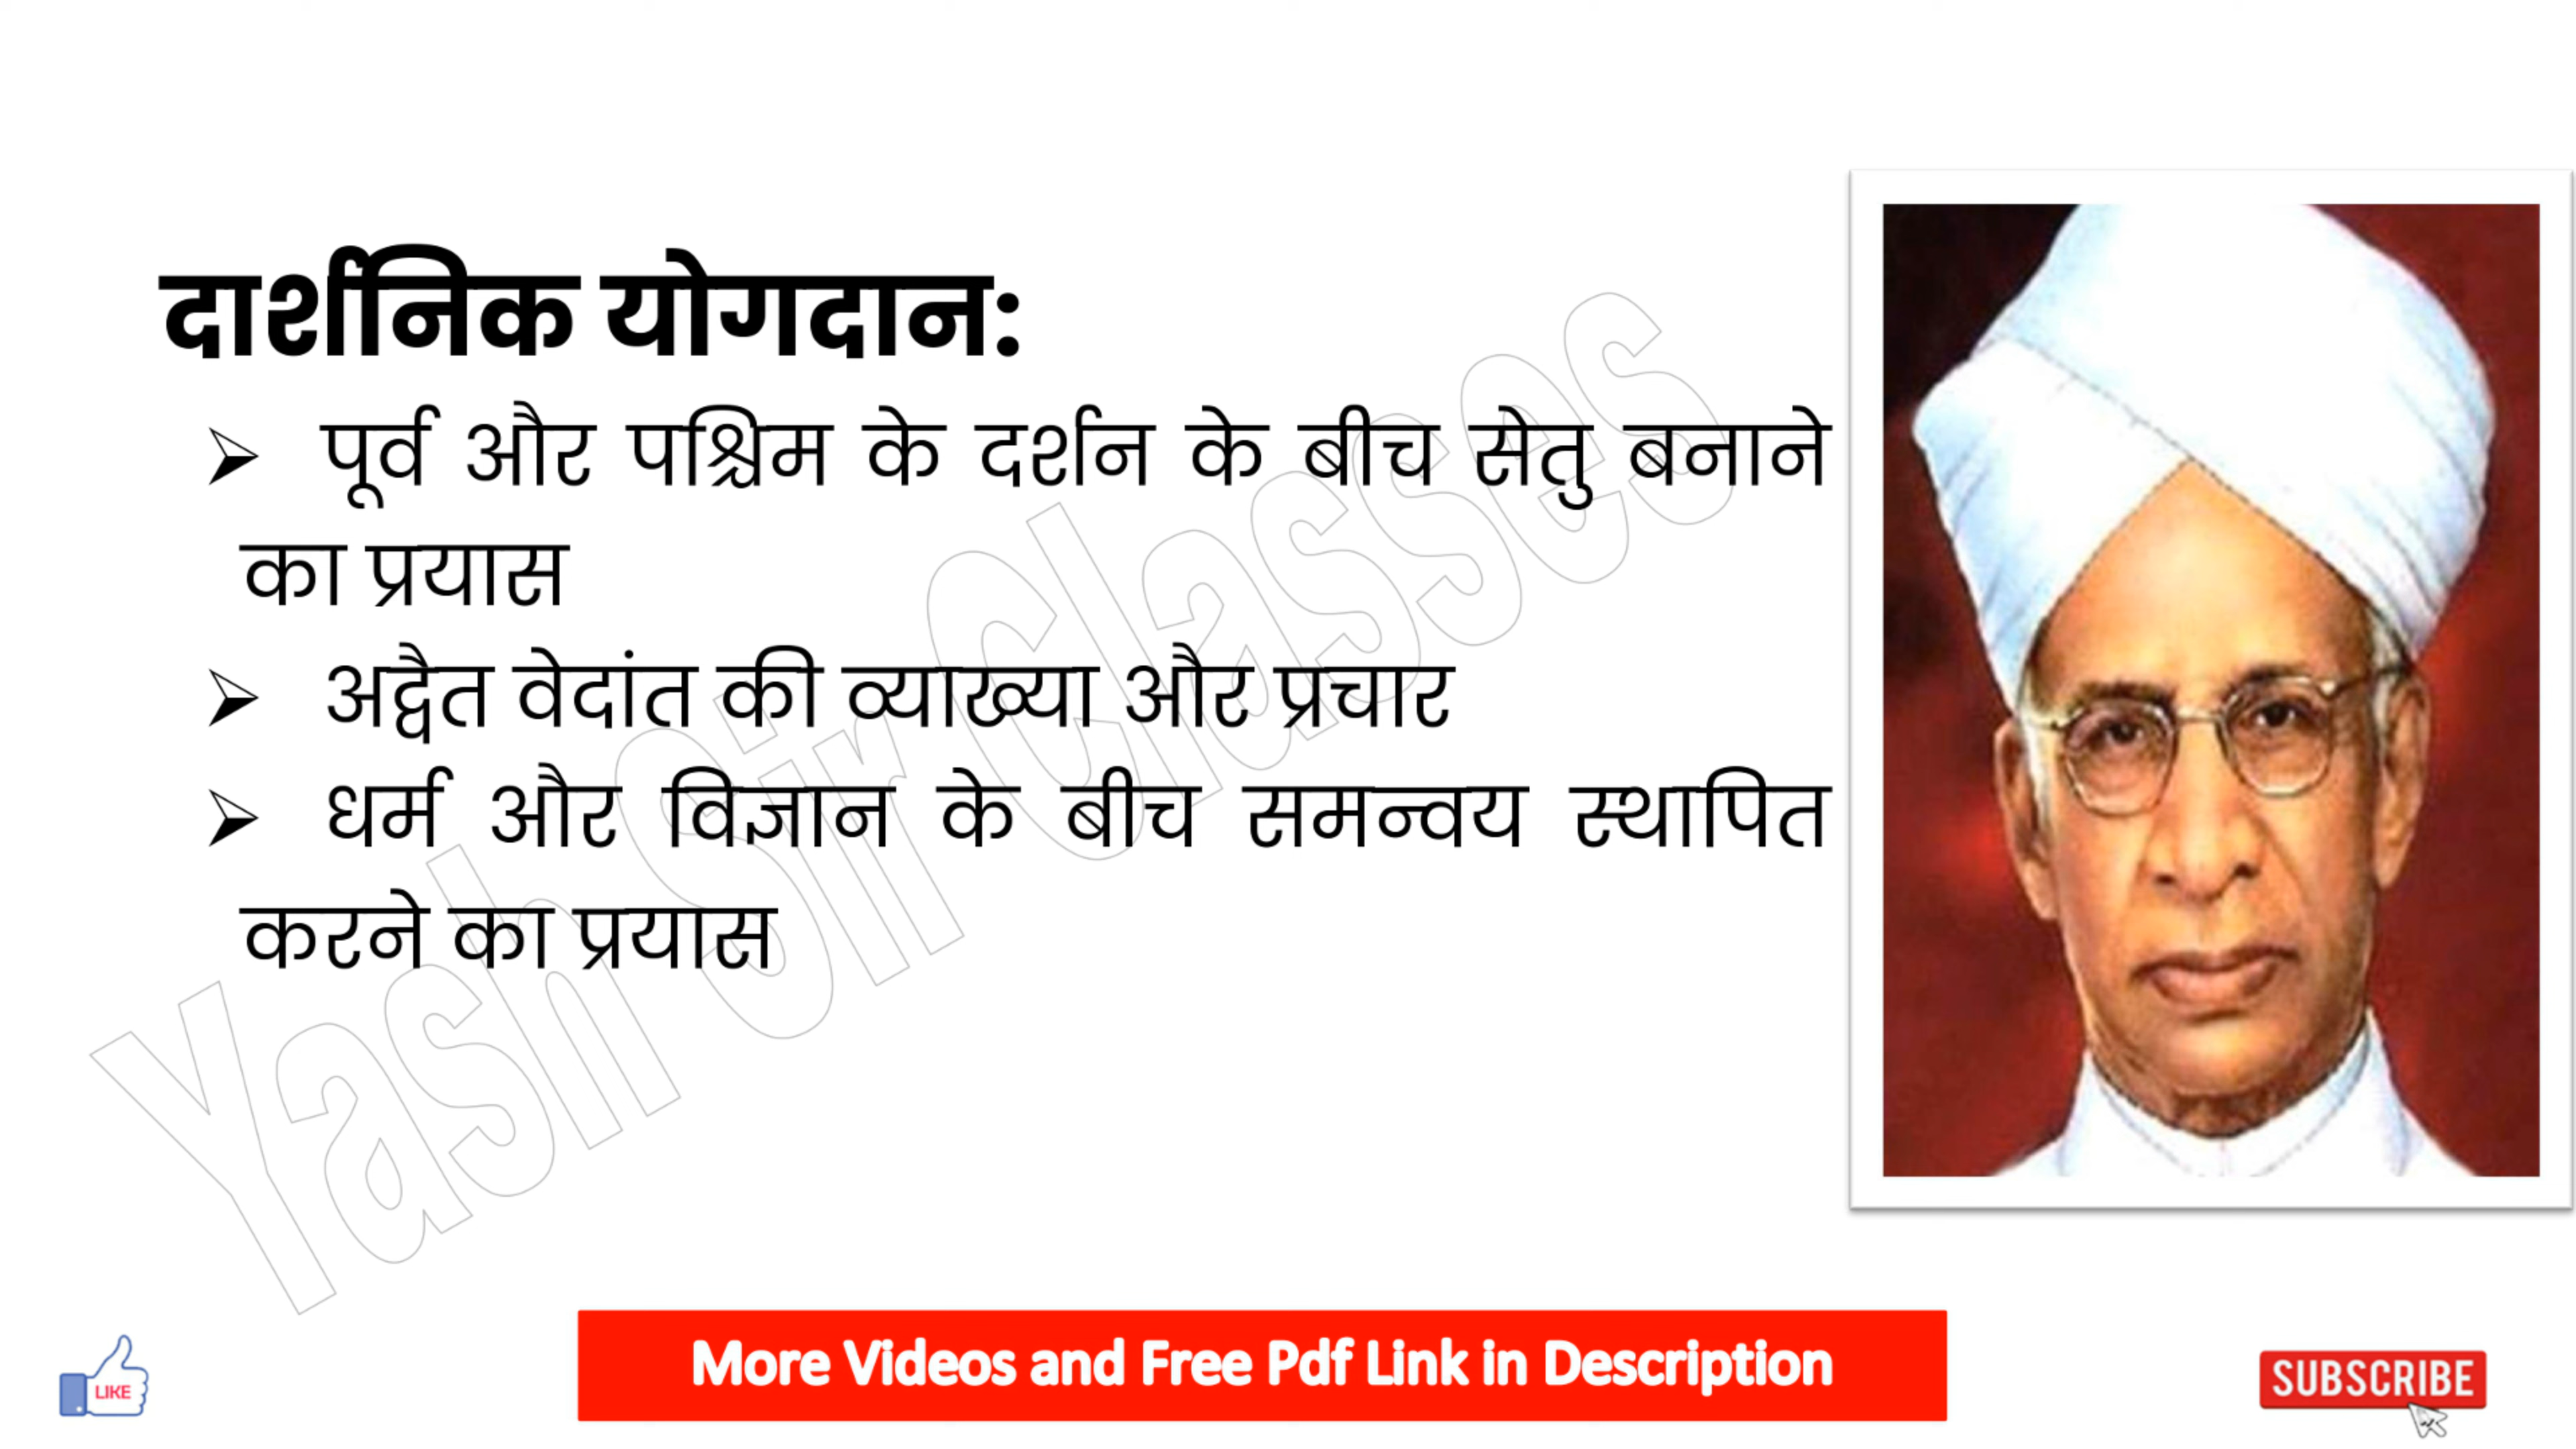 दार्शनिक योगदान:
➢ पूर्व और पश्चिम के दर्शन के बीच सेतु बनाने
का प्रयास
➢ अद्वैत वेदांत की व्याख्या और प्रचार
➢ धर्म और विज्ञान के बीच समन्वय स्थापित
करने का प्रयास
Yash Sir Classes
LIKE
More Videos and Free Pdf Link in Description
SUBSCRIBE